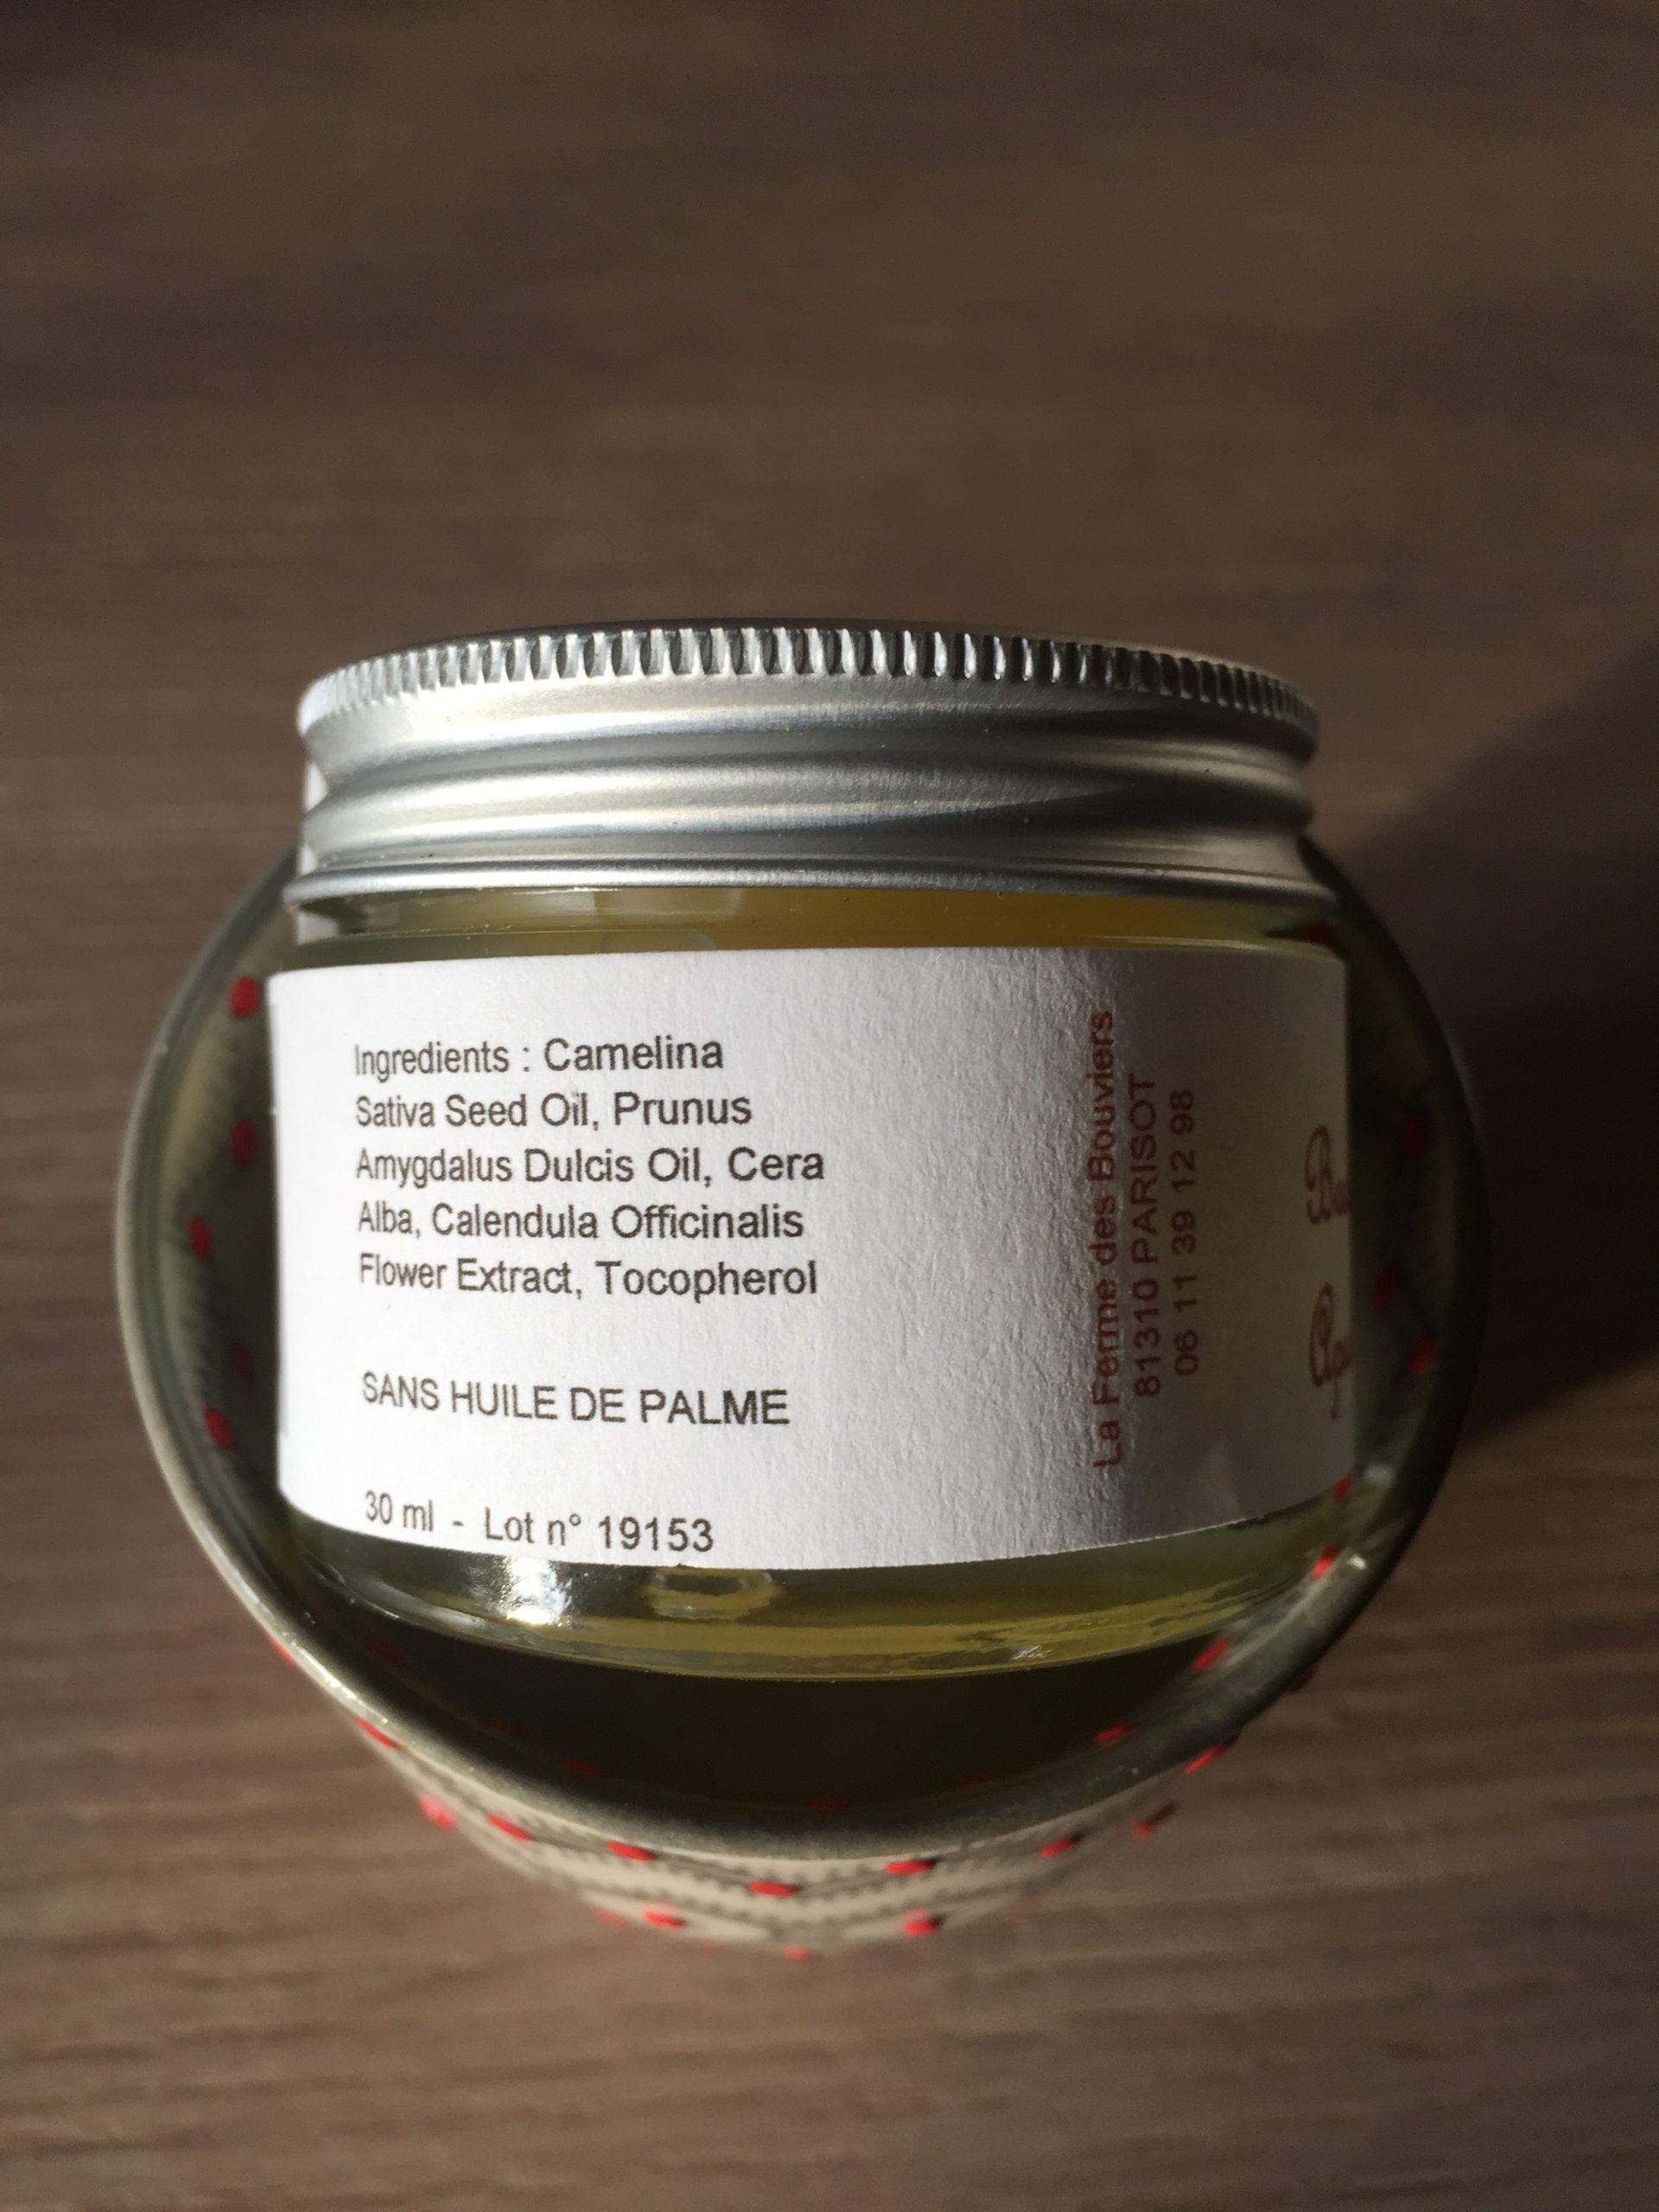 Ingredients : Camelina
Sativa Seed Oil, Prunus
Amygdalus Dulcis Oil, Cera
Alba, Calendula Officinalis
Flower Extract, Tocopherol
SANS HUILE DE PALME
30 ml - Lot n° 19153
La Ferme des Bouviers
81310 PARISOT
06 11 39 12 98